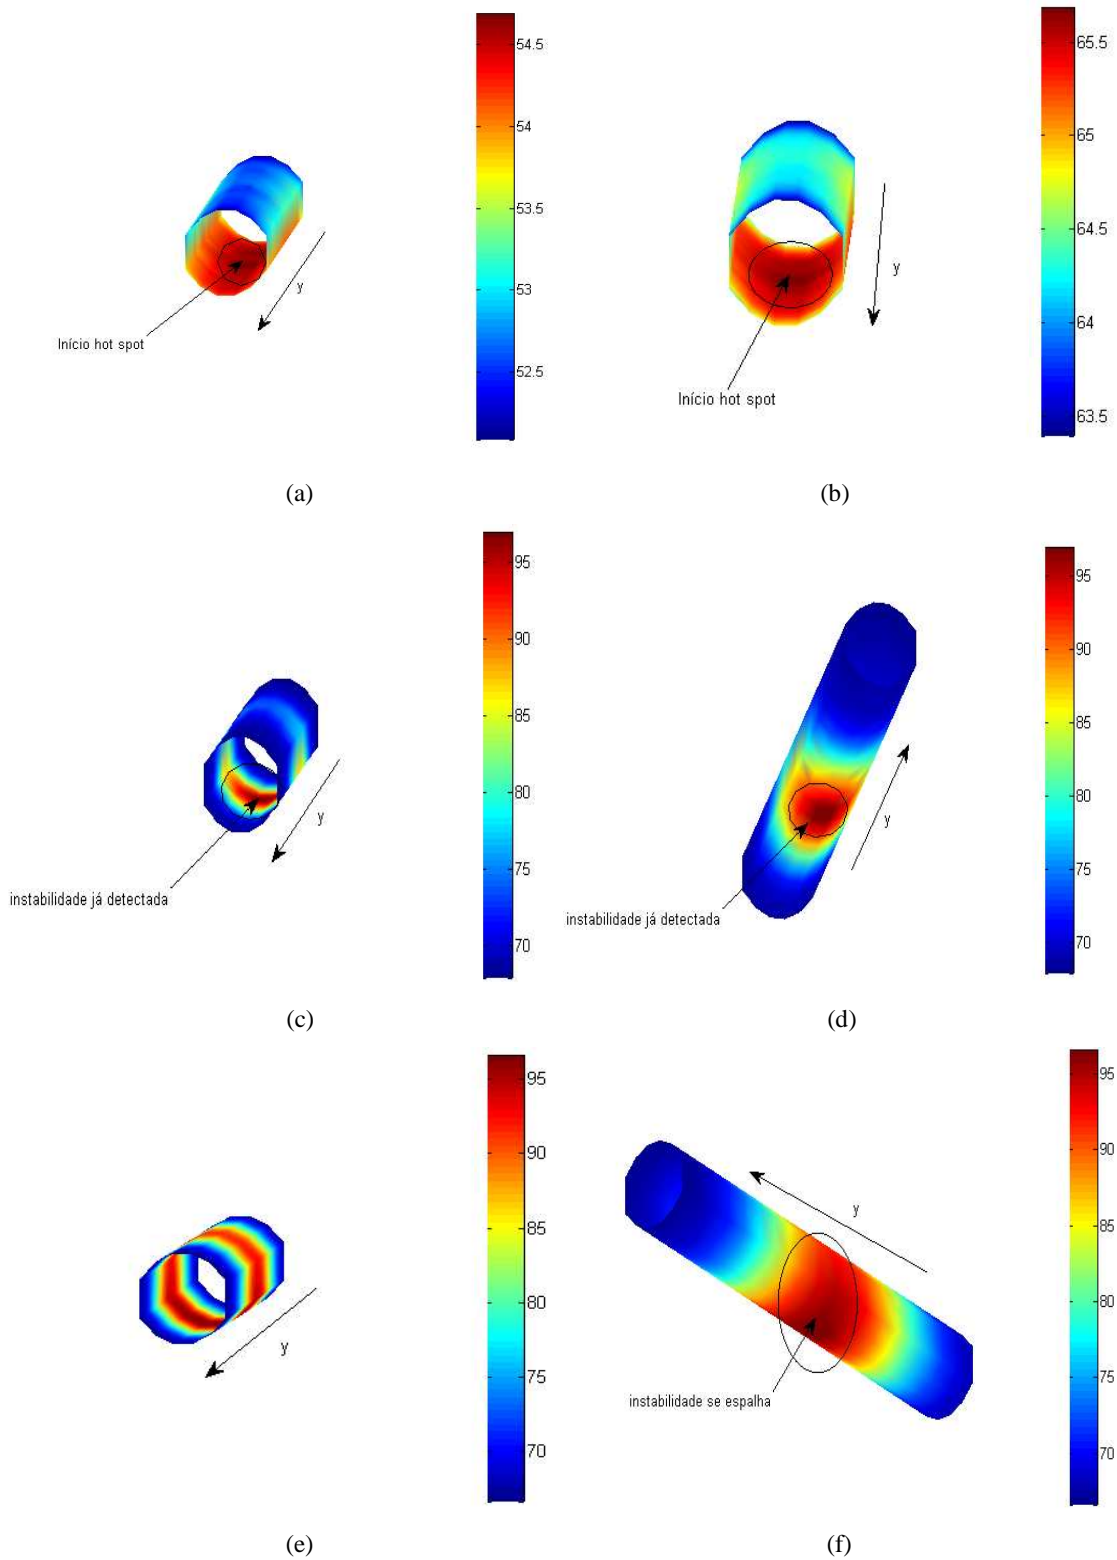 54.5
54
53.5
53
52.5
y
Início hot spot
(a)
65.5
65
64.5
64
63.5
y
Início hot spot
(b)
95
90
85
80
75
70
y
instabilidade já detectada
(c)
95
90
85
80
75
70
y
instabilidade já detectada
(d)
95
90
85
80
75
70
y
(e)
95
90
85
80
75
70
y
instabilidade se espalha
(f)